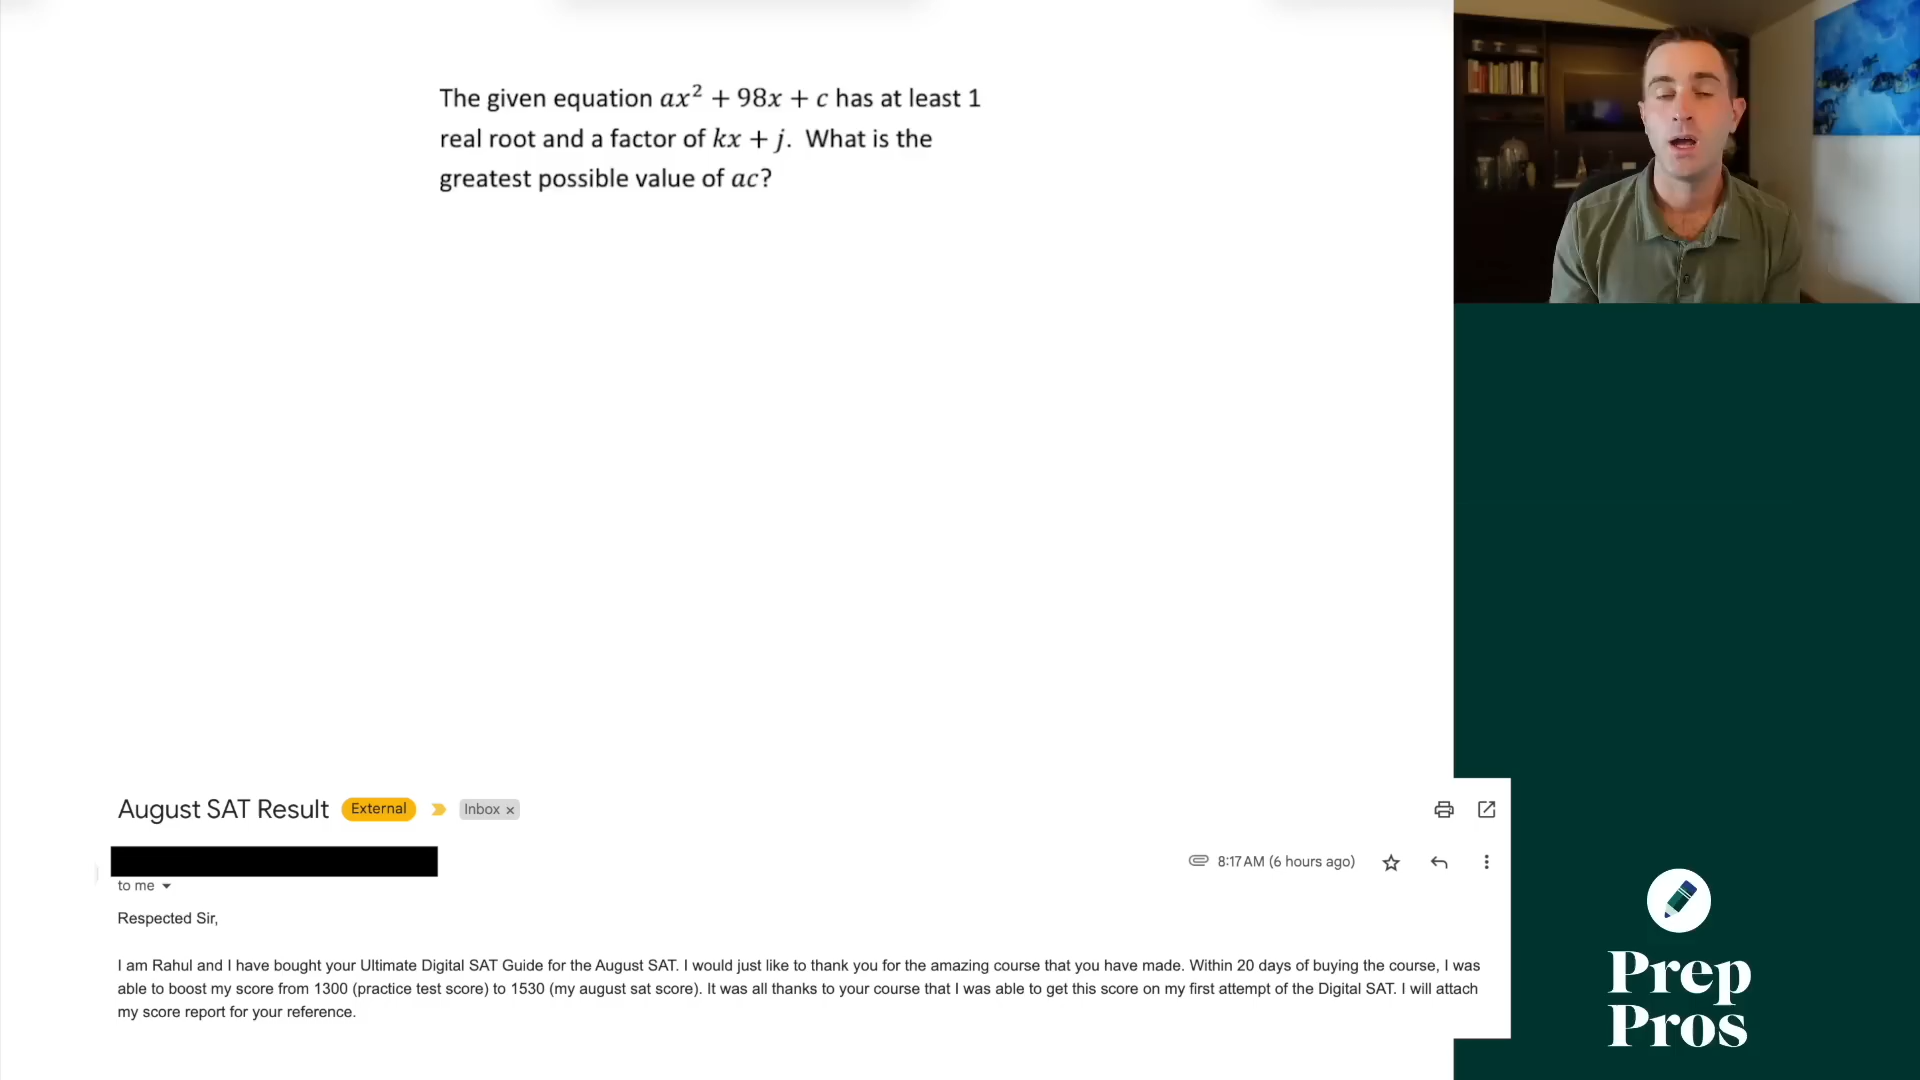 The given equation ax² + 98x + c has at least 1
real root and a factor of kx + j. What is the
greatest possible value of ac?
August SAT Result External Inbox x
8:17 AM (6 hours ago)
to me
Respected Sir,
I am Rahul and I have bought your Ultimate Digital SAT Guide for the August SAT. I would just like to thank you for the amazing course that you have made. Within 20 days of buying the course, I was
able to boost my score from 1300 (practice test score) to 1530 (my august sat score). It was all thanks to your course that I was able to get this score on my first attempt of the Digital SAT. I will attach
my score report for your reference.
Prep
Pros